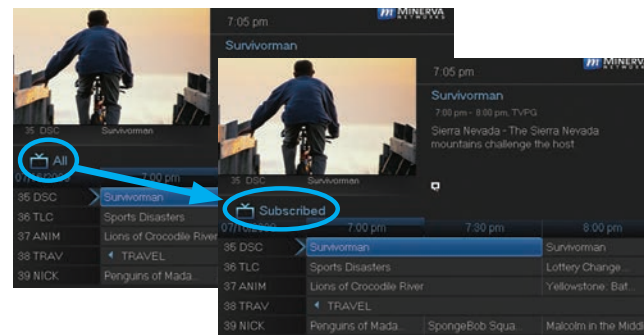 7:05 pm
MINERVA
NETWORKS
Survivorman
35 DSC Survivorman
All
7:00 pm
35 DSC Survivorman
36 TLC Sports Disasters
37 ANIM Lions of Crocodile River
38 TRAV TRAVEL
39 NICK Penguins of Mada...
7:05 pm
MINERVA
Survivorman
7:00 pm - 8:00 pm, TVPG
Sierra Nevada - The Sierra Nevada
mountains challenge the host
35 DSC Survivorman
Subscribed
7:00 pm 7:30 pm 8:00 pm
35 DSC Survivorman Survivorman
36 TLC Sports Disasters Lottery Change...
37 ANIM Lions of Crocodile River Yellowstone: Bat...
38 TRAV TRAVEL
39 NICK Penguins of Mada... SpongeBob Squa... Malcolm in the Middl